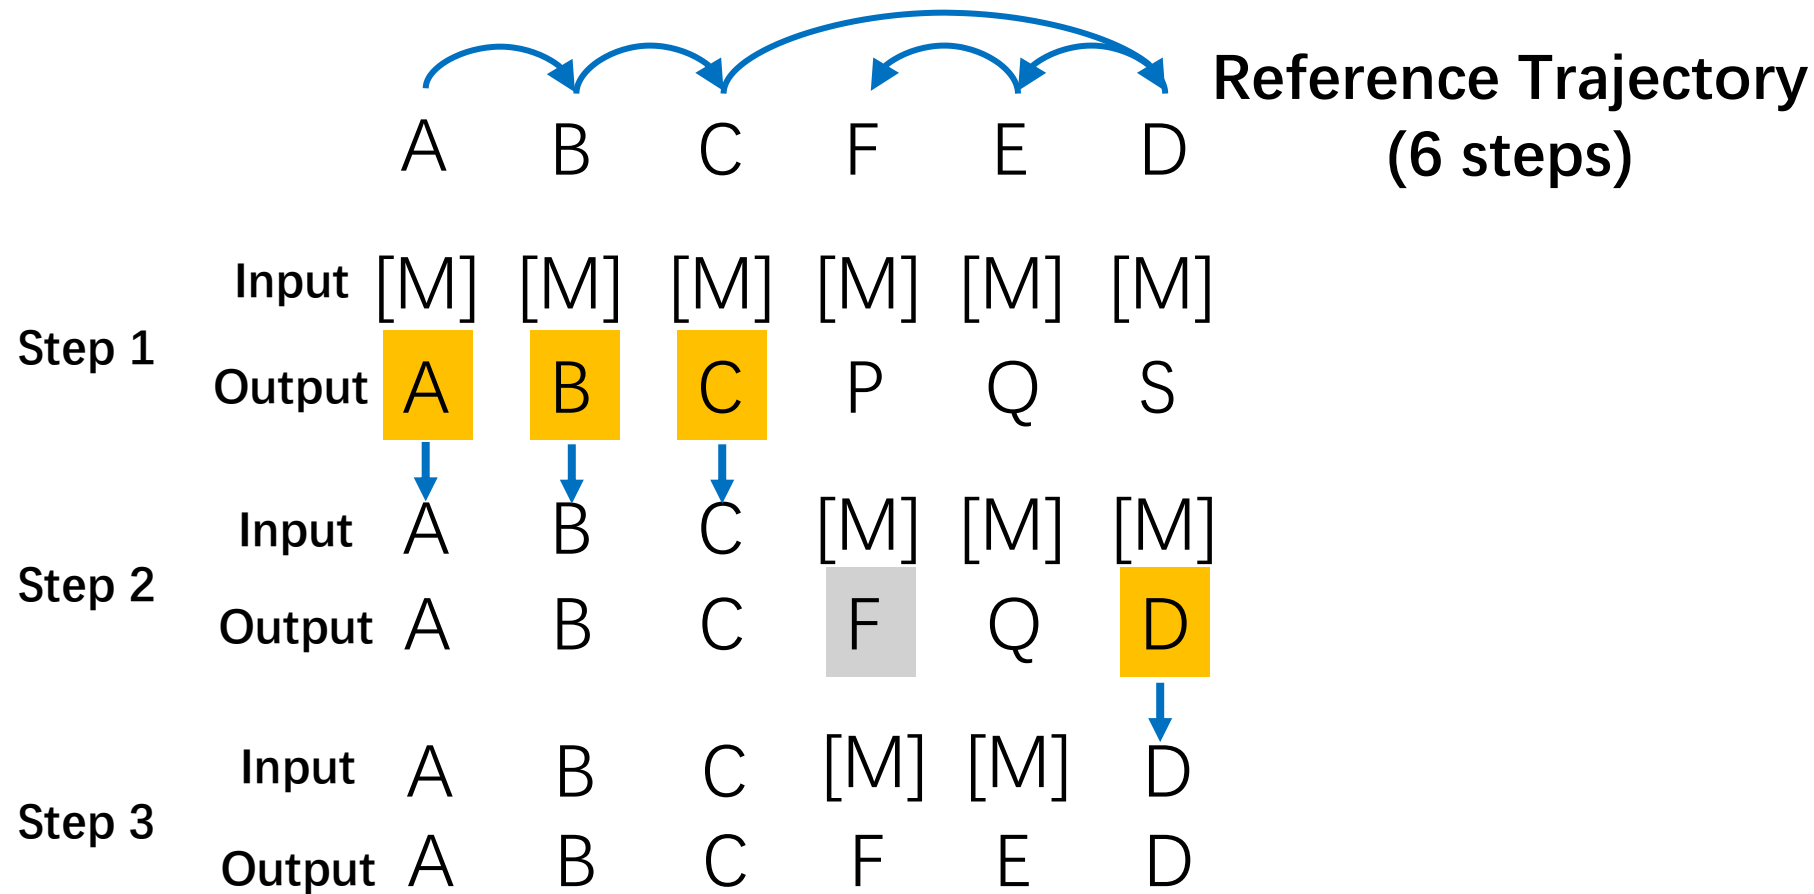 A B C F E D
Reference Trajectory
(6 steps)
Input [M] [M] [M] [M] [M] [M]
Step 1
Output A B C P Q S
Input A B C [M] [M] [M]
Step 2
Output A B C F Q D
Input A B C [M] [M] D
Step 3
Output A B C F E D